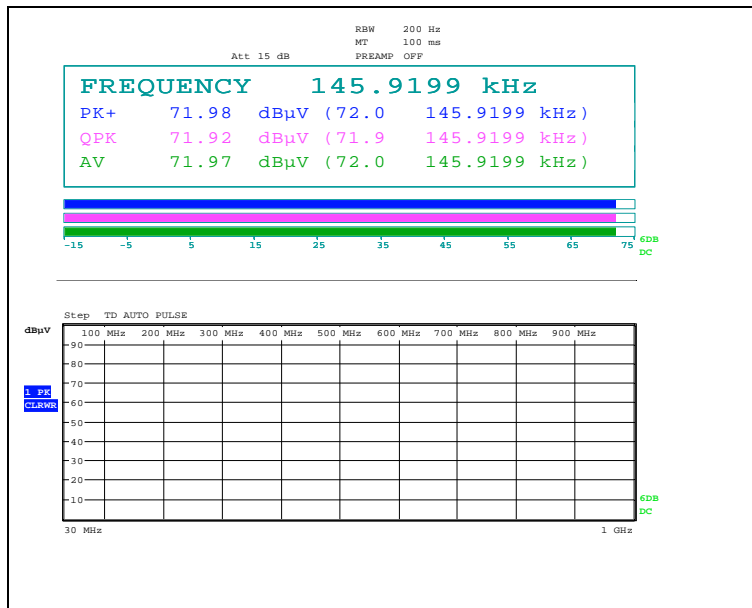 RBW 200 Hz
MT 100 ms
Att 15 dB PREAMP OFF
FREQUENCY 145.9199 kHz
PK+ 71.98 dBµV (72.0 145.9199 kHz)
QPK 71.92 dBµV (71.9 145.9199 kHz)
AV 71.97 dBµV (72.0 145.9199 kHz)
-15 -5 5 15 25 35 45 55 65 75
6DB
DC
Step TD AUTO PULSE
dBµV
100 MHz 200 MHz 300 MHz 400 MHz 500 MHz 600 MHz 700 MHz 800 MHz 900 MHz
90
80
70
1 PK
CLRWR
60
50
40
30
20
10
6DB
DC
30 MHz 1 GHz